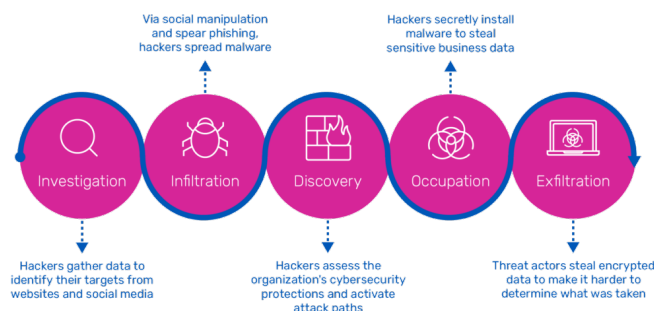 Via social manipulation
and spear phishing,
hackers spread malware
Hackers secretly install
malware to steal
sensitive business data
Investigation
Infiltration
Discovery
Occupation
Exfiltration
Hackers gather data to
identify their targets from
websites and social media
Hackers assess the
organization's cybersecurity
protections and activate
attack paths
Threat actors steal encrypted
data to make it harder to
determine what was taken